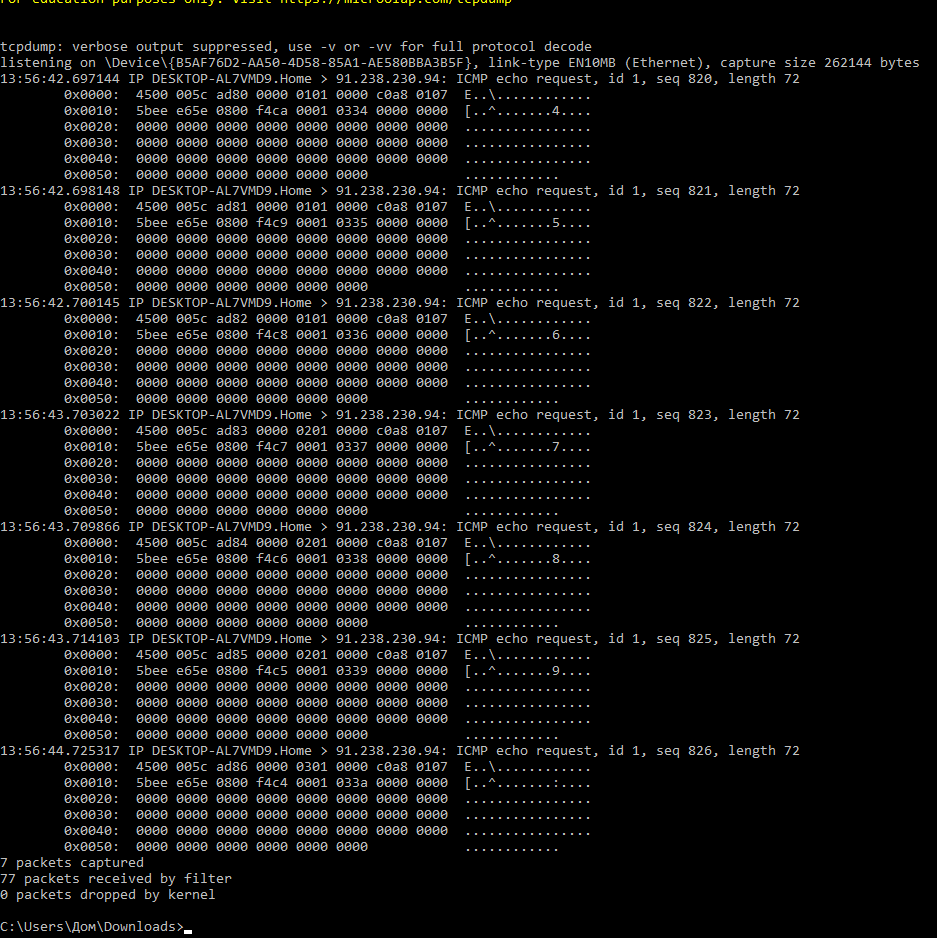 For education purposes only. Visit https://microolap.com/tcpdump
tcpdump: verbose output suppressed, use -v or -vv for full protocol decode
listening on \Device\{B5AF76D2-AA50-4D58-85A1-AE580BBA3B5F}, link-type EN10MB (Ethernet), capture size 262144 bytes
13:56:42.697144 IP DESKTOP-AL7VMD9.Home > 91.238.230.94: ICMP echo request, id 1, seq 820, length 72
0x0000: 4500 005c ad80 0000 0101 0000 c0a8 0107 E..\............
0x0010: 5bee e65e 0800 f4ca 0001 0334 0000 0000 [..^.......4....
0x0020: 0000 0000 0000 0000 0000 0000 0000 0000 ................
0x0030: 0000 0000 0000 0000 0000 0000 0000 0000 ................
0x0040: 0000 0000 0000 0000 0000 0000 0000 0000 ................
0x0050: 0000 0000 0000 0000 0000 0000 ............
13:56:42.698148 IP DESKTOP-AL7VMD9.Home > 91.238.230.94: ICMP echo request, id 1, seq 821, length 72
0x0000: 4500 005c ad81 0000 0101 0000 c0a8 0107 E..\............
0x0010: 5bee e65e 0800 f4c9 0001 0335 0000 0000 [..^.......5....
0x0020: 0000 0000 0000 0000 0000 0000 0000 0000 ................
0x0030: 0000 0000 0000 0000 0000 0000 0000 0000 ................
0x0040: 0000 0000 0000 0000 0000 0000 0000 0000 ................
0x0050: 0000 0000 0000 0000 0000 0000 ............
13:56:42.700145 IP DESKTOP-AL7VMD9.Home > 91.238.230.94: ICMP echo request, id 1, seq 822, length 72
0x0000: 4500 005c ad82 0000 0101 0000 c0a8 0107 E..\............
0x0010: 5bee e65e 0800 f4c8 0001 0336 0000 0000 [..^.......6....
0x0020: 0000 0000 0000 0000 0000 0000 0000 0000 ................
0x0030: 0000 0000 0000 0000 0000 0000 0000 0000 ................
0x0040: 0000 0000 0000 0000 0000 0000 0000 0000 ................
0x0050: 0000 0000 0000 0000 0000 0000 ............
13:56:43.703022 IP DESKTOP-AL7VMD9.Home > 91.238.230.94: ICMP echo request, id 1, seq 823, length 72
0x0000: 4500 005c ad83 0000 0201 0000 c0a8 0107 E..\............
0x0010: 5bee e65e 0800 f4c7 0001 0337 0000 0000 [..^.......7....
0x0020: 0000 0000 0000 0000 0000 0000 0000 0000 ................
0x0030: 0000 0000 0000 0000 0000 0000 0000 0000 ................
0x0040: 0000 0000 0000 0000 0000 0000 0000 0000 ................
0x0050: 0000 0000 0000 0000 0000 0000 ............
13:56:43.709866 IP DESKTOP-AL7VMD9.Home > 91.238.230.94: ICMP echo request, id 1, seq 824, length 72
0x0000: 4500 005c ad84 0000 0201 0000 c0a8 0107 E..\............
0x0010: 5bee e65e 0800 f4c6 0001 0338 0000 0000 [..^.......8....
0x0020: 0000 0000 0000 0000 0000 0000 0000 0000 ................
0x0030: 0000 0000 0000 0000 0000 0000 0000 0000 ................
0x0040: 0000 0000 0000 0000 0000 0000 0000 0000 ................
0x0050: 0000 0000 0000 0000 0000 0000 ............
13:56:43.714103 IP DESKTOP-AL7VMD9.Home > 91.238.230.94: ICMP echo request, id 1, seq 825, length 72
0x0000: 4500 005c ad85 0000 0201 0000 c0a8 0107 E..\............
0x0010: 5bee e65e 0800 f4c5 0001 0339 0000 0000 [..^.......9....
0x0020: 0000 0000 0000 0000 0000 0000 0000 0000 ................
0x0030: 0000 0000 0000 0000 0000 0000 0000 0000 ................
0x0040: 0000 0000 0000 0000 0000 0000 0000 0000 ................
0x0050: 0000 0000 0000 0000 0000 0000 ............
13:56:44.725317 IP DESKTOP-AL7VMD9.Home > 91.238.230.94: ICMP echo request, id 1, seq 826, length 72
0x0000: 4500 005c ad86 0000 0301 0000 c0a8 0107 E..\............
0x0010: 5bee e65e 0800 f4c4 0001 033a 0000 0000 [..^.......:....
0x0020: 0000 0000 0000 0000 0000 0000 0000 0000 ................
0x0030: 0000 0000 0000 0000 0000 0000 0000 0000 ................
0x0040: 0000 0000 0000 0000 0000 0000 0000 0000 ................
0x0050: 0000 0000 0000 0000 0000 0000 ............
7 packets captured
77 packets received by filter
0 packets dropped by kernel
C:\Users\Дом\Downloads>